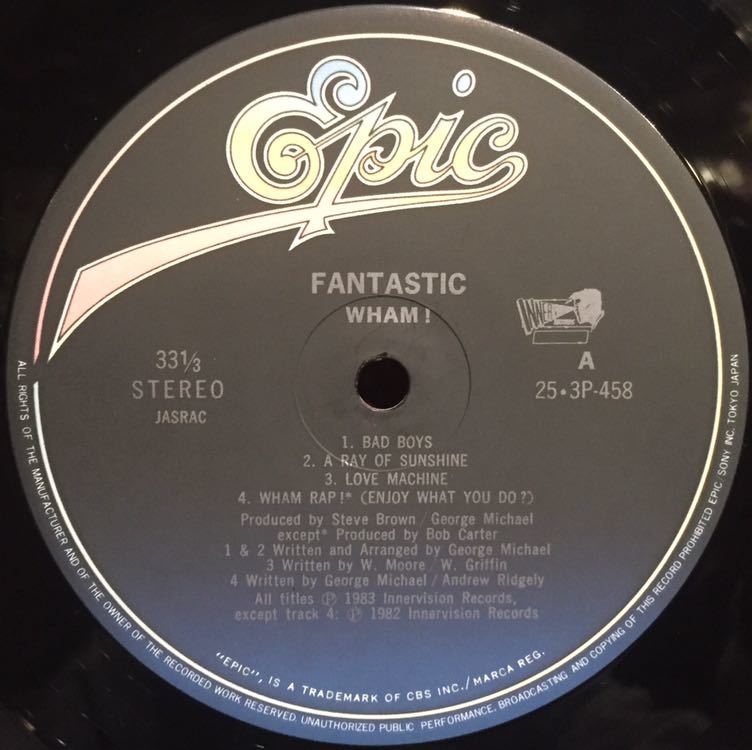 Epic
FANTASTIC
WHAM!
INNER
33⅓
STEREO
JASRAC
A
25•3P-458
1. BAD BOYS
2. A RAY OF SUNSHINE
3. LOVE MACHINE
4. WHAM RAP!* (ENJOY WHAT YOU DO?)
Produced by Steve Brown/George Michael
except* Produced by Bob Carter
1 & 2 Written and Arranged by George Michael
3 Written by W. Moore/W. Griffin
4 Written by George Michael/Andrew Ridgely
All titles ℗ 1983 Innervision Records,
except track 4: ℗ 1982 Innervision Records
"EPIC", IS A TRADEMARK OF CBS INC./MARCA REG.
ALL RIGHTS OF THE MANUFACTURER AND OF THE OWNER OF THE RECORDED WORK RESERVED. UNAUTHORIZED PUBLIC PERFORMANCE, BROADCASTING AND COPYING OF THIS RECORD PROHIBITED EPIC/SONY INC. TOKYO JAPAN